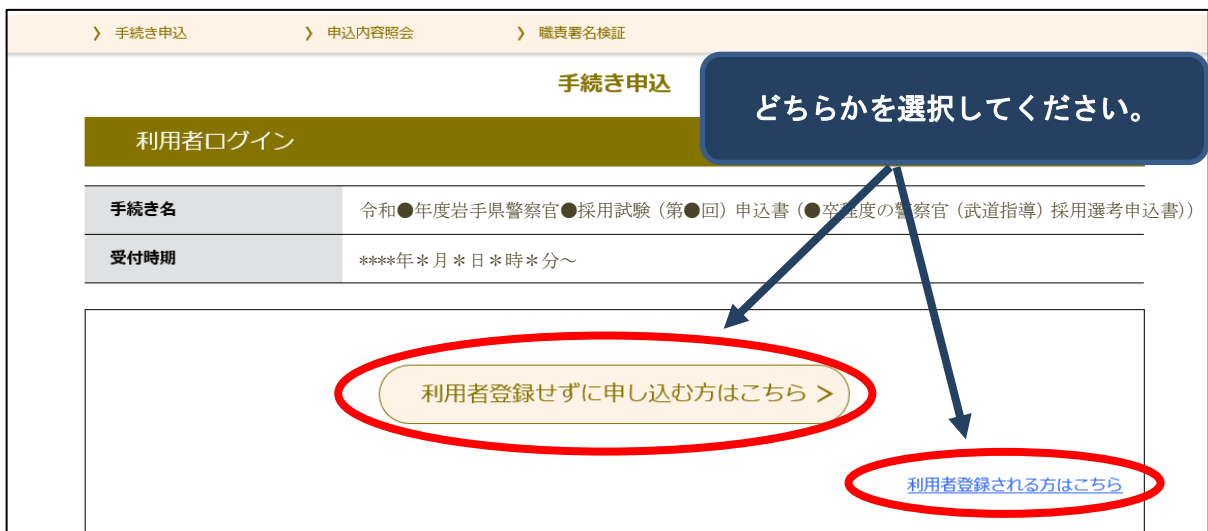 ❯ 手続き申込 ❯ 申込内容照会 ❯ 職責署名検証
手続き申込
どちらかを選択してください。
利用者ログイン
手続き名 令和●年度岩手県警察官●採用試験（第●回）申込書（●卒程度の警察官（武道指導）採用選考申込書））
受付時期 ****年＊月＊日＊時＊分～
利用者登録せずに申し込む方はこちら >
利用者登録される方はこちら